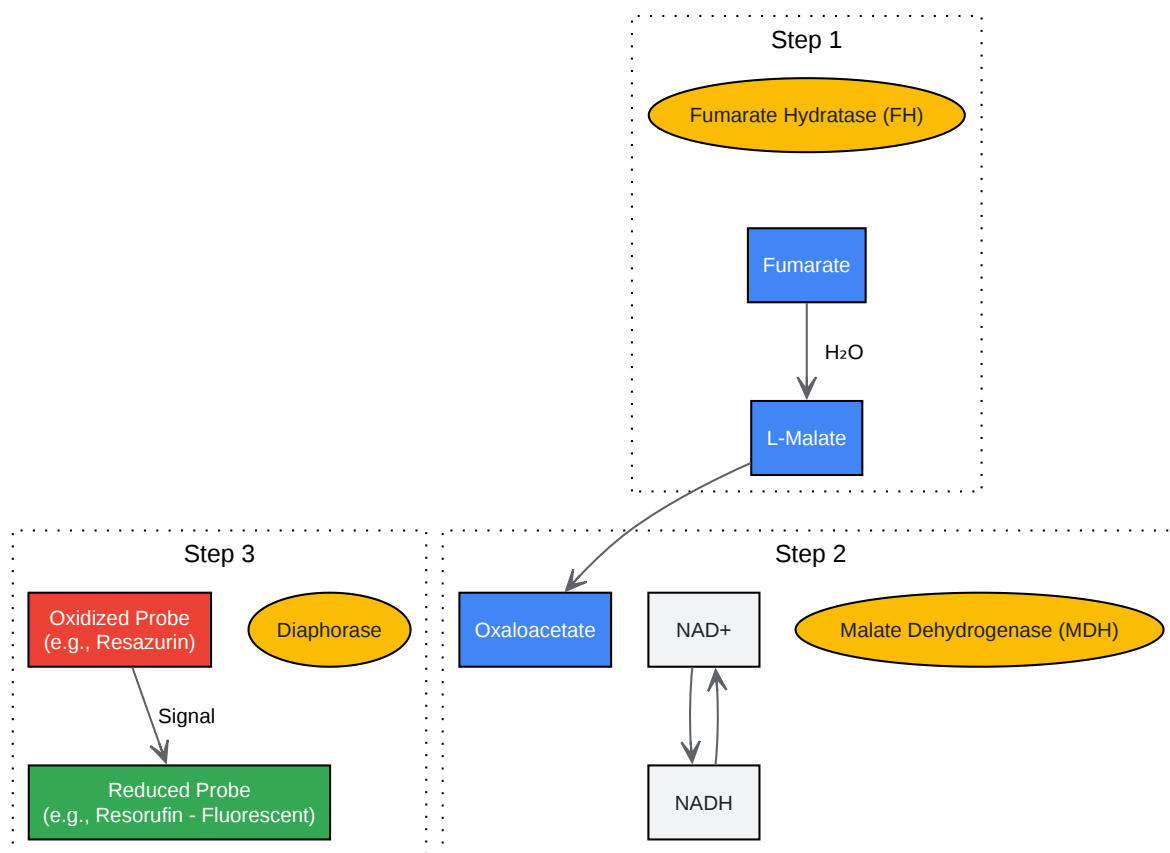 Step 1
Fumarate Hydratase (FH)
Fumarate
H₂O
L-Malate
Step 3
Oxidized Probe
(e.g., Resazurin)
Diaphorase
Signal
Reduced Probe
(e.g., Resorufin - Fluorescent)
Step 2
Oxaloacetate
NAD+
Malate Dehydrogenase (MDH)
NADH